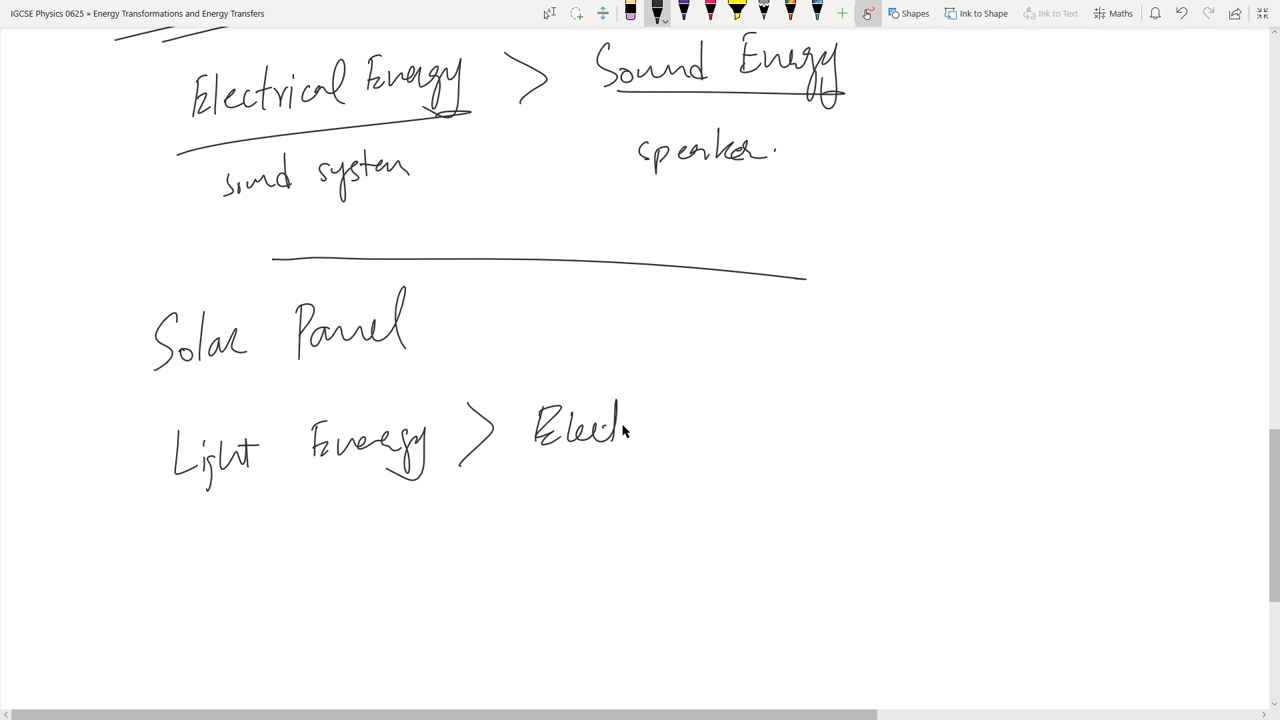 IGCSE Physics 0625 » Energy Transformations and Energy Transfers
Shapes Ink to Shape Ink to Text Maths
Electrical Energy > Sound Energy
sound system speaker.
Solar Pannel
Light Energy > Elect